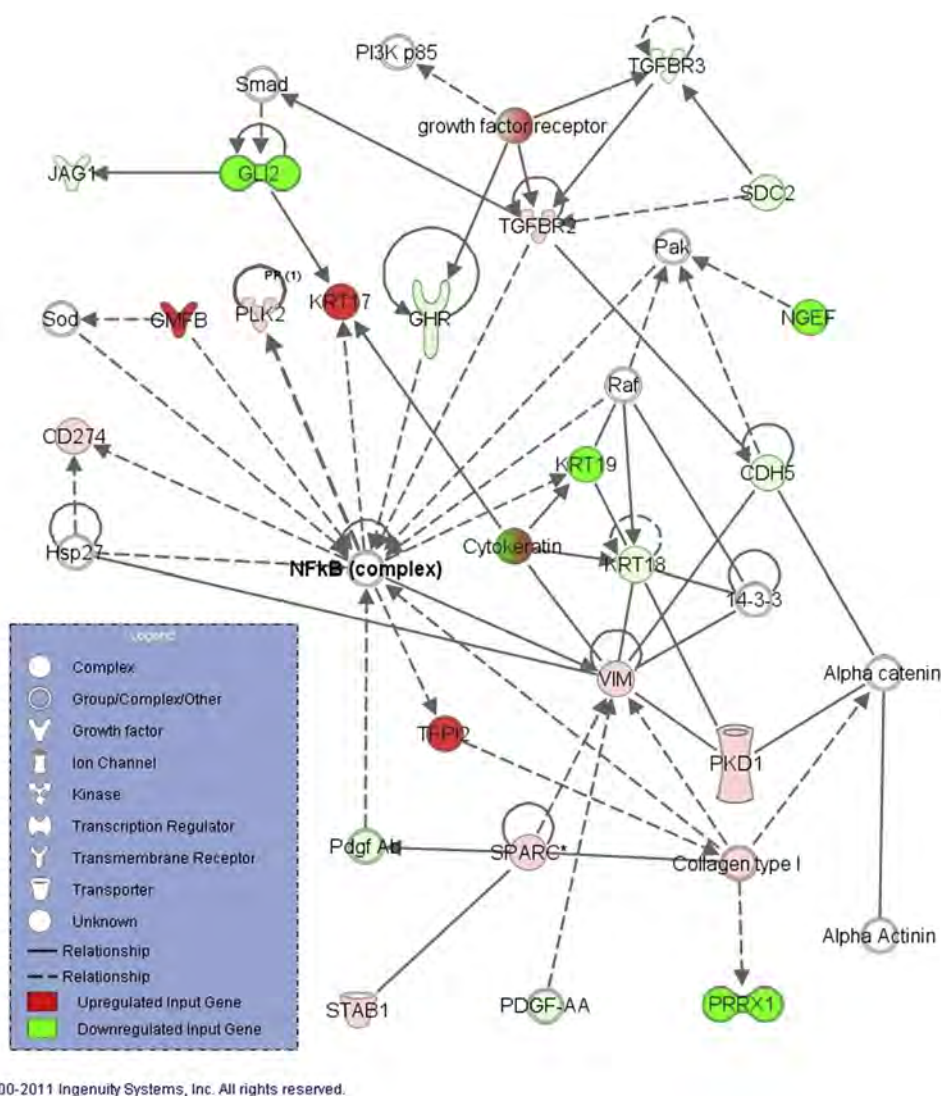 PI3K p85
TGFBR3
Smad
growth factor receptor
JAG1
GLI2
SDC2
TGFBR2
Pak
PP (1)
Sod
GMFB
PLK2
KRT17
GHR
NGEF
Raf
CD274
KRT19
CDH5
Hsp27
Cytokeratin
NFkB (complex)
KRT18
14-3-3
Legend
Complex
Group/Complex/Other
Growth factor
Ion Channel
Kinase
Transcription Regulator
Transmembrane Receptor
Transporter
Unknown
Relationship
Relationship
Upregulated Input Gene
Downregulated Input Gene
VIM
Alpha catenin
TFPI2
PKD1
Pdgf Ab
SPARC*
Collagen type I
Alpha Actinin
STAB1
PDGF-AA
PRRX1
00-2011 Ingenuity Systems, Inc. All rights reserved.